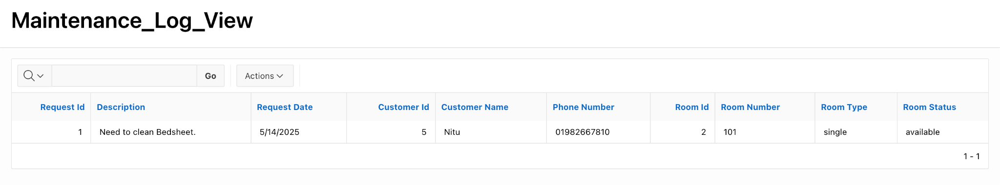 Maintenance_Log_View
Go Actions
Request Id Description Request Date Customer Id Customer Name Phone Number Room Id Room Number Room Type Room Status
1 Need to clean Bedsheet. 5/14/2025 5 Nitu 01982667810 2 101 single available
1 - 1